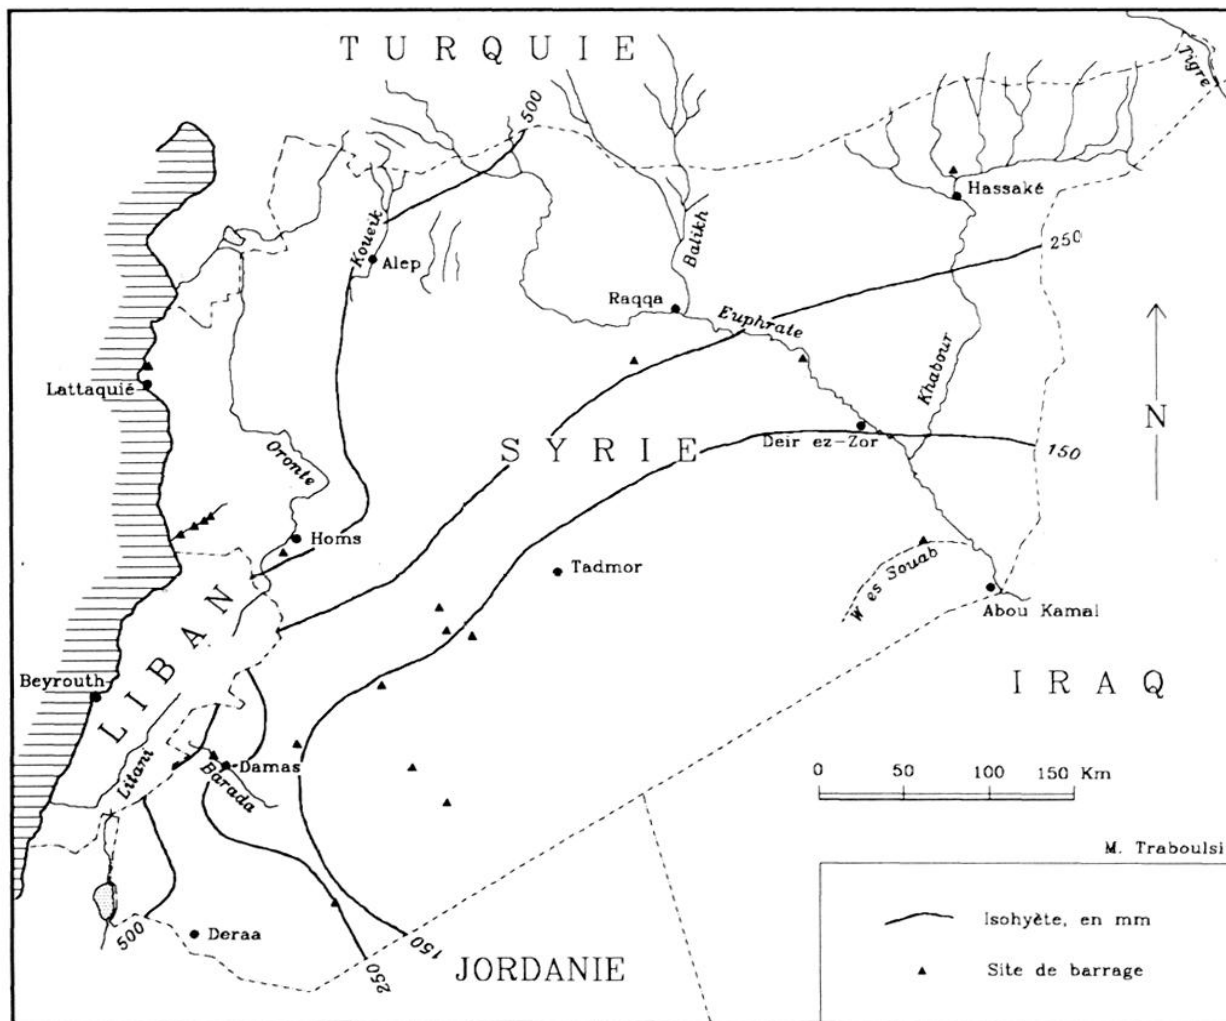 TURQUIE
Tigre
500
Hassaké
Koueik
Alep
Balikh
250
Raqqa
Euphrate
Khabour
Lattaquié
N
SYRIE
Deir ez-Zor
150
Oronte
Homs
Tadmor
W es Souab
Abou Kamal
LIBAN
Beyrouth
IRAQ
Litani
Damas
Barada
0 50 100 150 Km
M. Traboulsi
Isohyète, en mm
500
Deraa
150
250
JORDANIE
Site de barrage